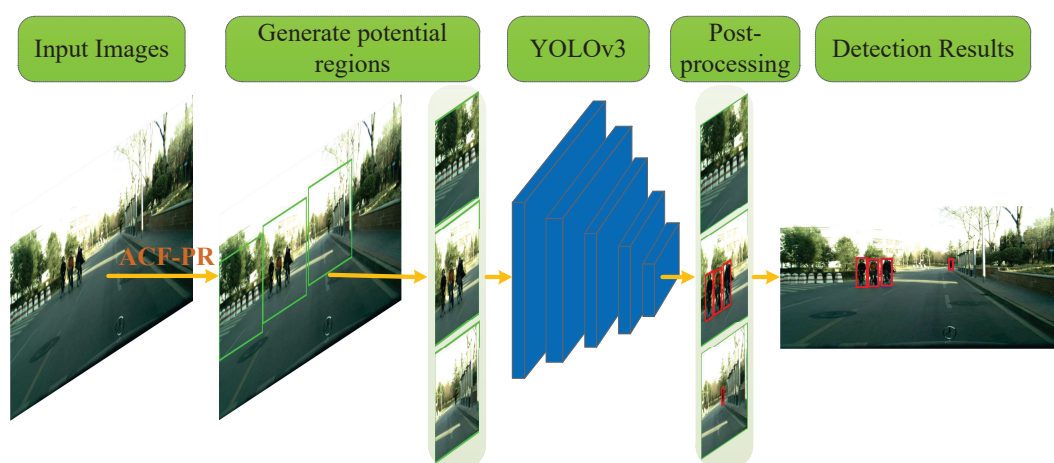 Input Images
Generate potential
regions
YOLOv3
Post-
processing
Detection Results
ACF-PR